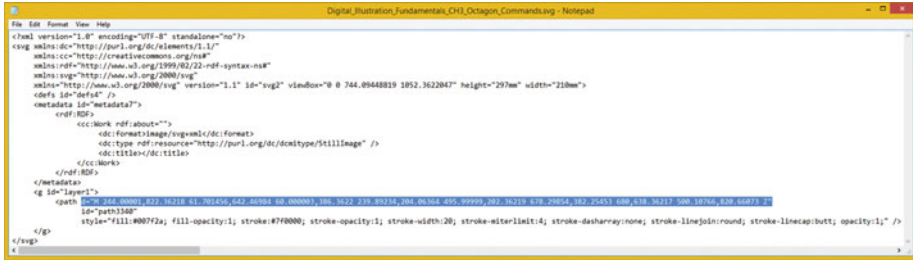 Digital_Illustration_Fundamentals_CH3_Octagon_Commands.svg - Notepad
File Edit Format View Help
<?xml version="1.0" encoding="UTF-8" standalone="no"?>
<svg xmlns:dc="http://purl.org/dc/elements/1.1/"
xmlns:cc="http://creativecommons.org/ns#"
xmlns:rdf="http://www.w3.org/1999/02/22-rdf-syntax-ns#"
xmlns:svg="http://www.w3.org/2000/svg"
xmlns="http://www.w3.org/2000/svg" version="1.1" id="svg2" viewBox="0 0 744.09448819 1052.3622047" height="297mm" width="210mm">
<defs id="defs4" />
<metadata id="metadata7">
<rdf:RDF>
<cc:Work rdf:about="">
<dc:format>image/svg+xml</dc:format>
<dc:type rdf:resource="http://purl.org/dc/dcmitype/StillImage" />
<dc:title></dc:title>
</cc:Work>
</rdf:RDF>
</metadata>
<g id="layer1">
<path d="M 244.00001,822.36218 61.701456,642.46984 60.000003,386.3622 239.89234,204.06364 495.99999,202.36219 678.29854,382.25453 680,638.36217 500.10766,820.66073 Z"
id="path3340"
style="fill:#007f2a; fill-opacity:1; stroke:#7f0000; stroke-opacity:1; stroke-width:20; stroke-miterlimit:4; stroke-dasharray:none; stroke-linejoin:round; stroke-linecap:butt; opacity:1;" />
</g>
</svg>